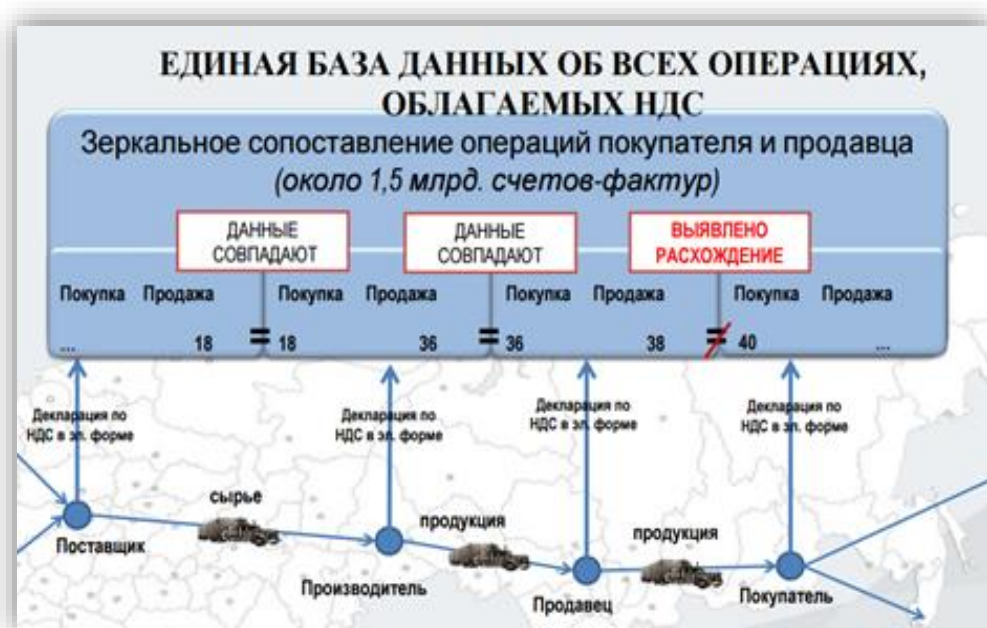 ЕДИНАЯ БАЗА ДАННЫХ ОБ ВСЕХ ОПЕРАЦИЯХ,
ОБЛАГАЕМЫХ НДС
Зеркальное сопоставление операций покупателя и продавца
(около 1,5 млрд. счетов-фактур)
ДАННЫЕ
СОВПАДАЮТ
ДАННЫЕ
СОВПАДАЮТ
ВЫЯВЛЕНО
РАСХОЖДЕНИЕ
Покупка Продажа Покупка Продажа Покупка Продажа Покупка Продажа
... 18 = 18 36 = 36 38 ≠ 40 ...
Декларация по
НДС в эл. форме
Декларация по
НДС в эл. форме
Декларация по
НДС в эл. форме
Декларация по
НДС в эл. форме
сырье
продукция
продукция
Поставщик
Производитель
Продавец
Покупатель